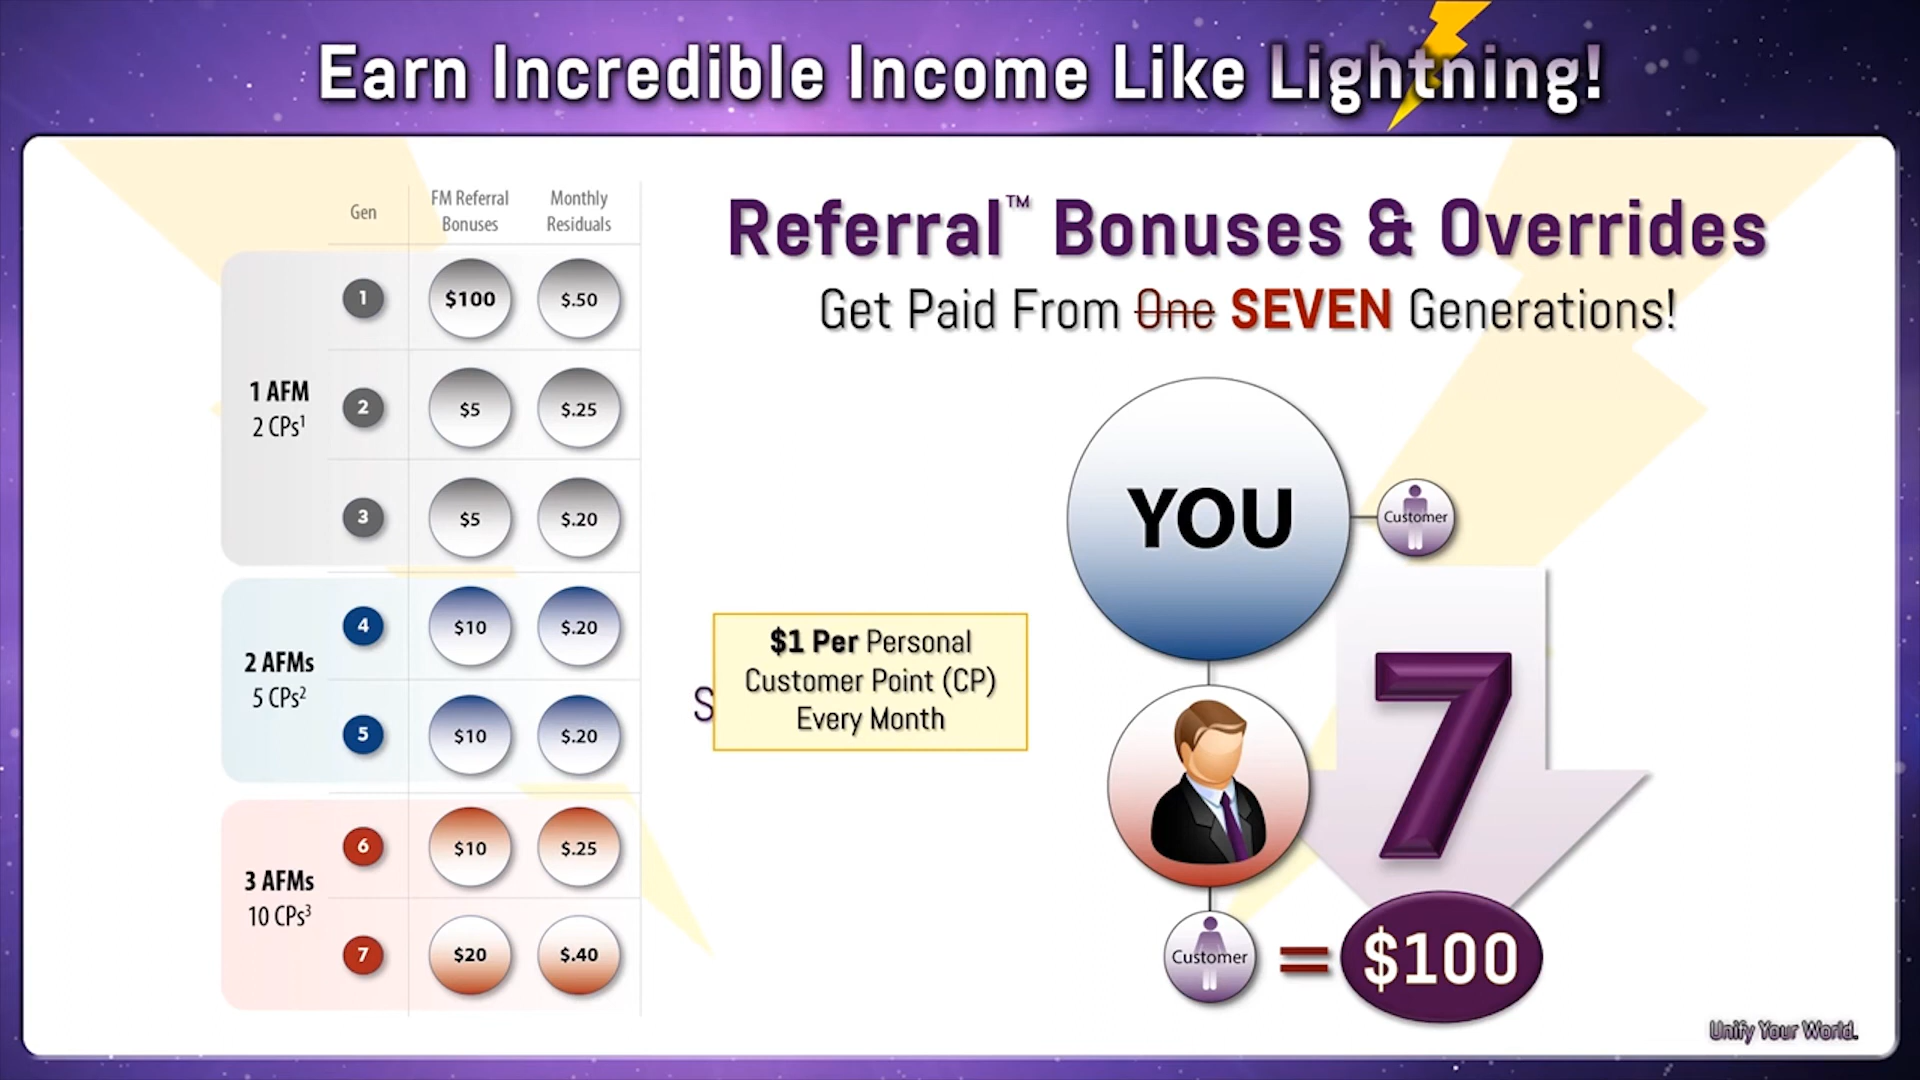 Earn Incredible Income Like Lightning!
Gen
FM Referral
Bonuses
Monthly
Residuals
1 AFM
2 CPs¹
1 $100 $.50
2 $5 $.25
3 $5 $.20
2 AFMs
5 CPs²
4 $10 $.20
5 $10 $.20
3 AFMs
10 CPs³
6 $10 $.25
7 $20 $.40
Referral™ Bonuses & Overrides
Get Paid From One SEVEN Generations!
S
$1 Per Personal
Customer Point (CP)
Every Month
YOU
Customer
7
Customer
= $100
Unify Your World.